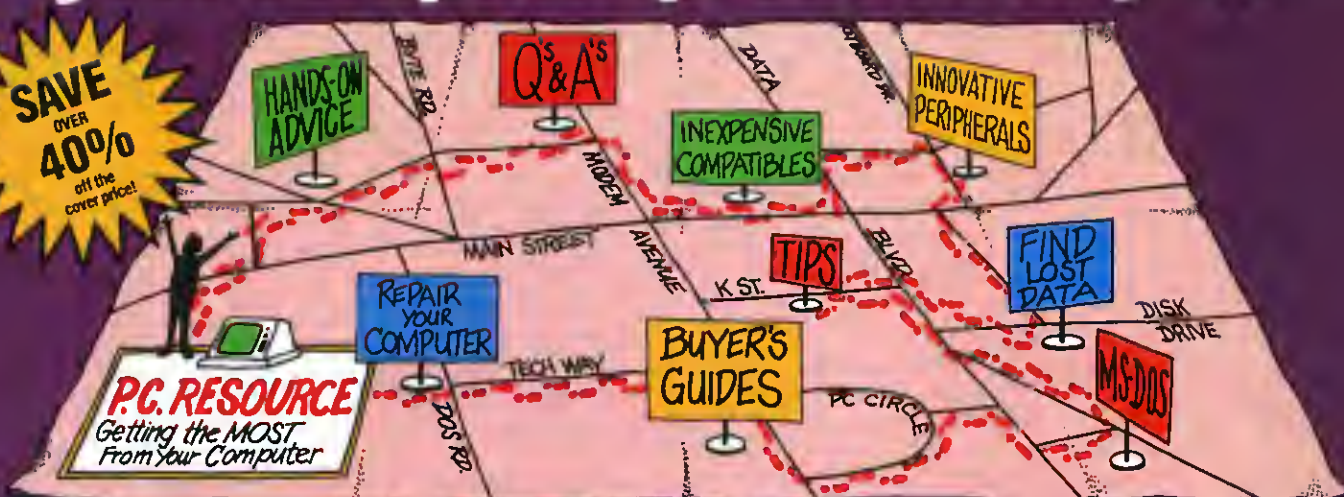 SAVE
OVER
40%
off the
cover price!
HANDS-ON
ADVICE
BYTE RD.
Q's
& A's
DATA
INEXPENSIVE
COMPATIBLES
INNOVATIVE
PERIPHERALS
MODEM
AVENUE
MAIN STREET
BLVD.
TIPS
K ST.
FIND
LOST
DATA
DISK
DRIVE
REPAIR
YOUR
COMPUTER
TECH WAY
BUYER'S
GUIDES
PC CIRCLE
MS-DOS
DOS RD.
P.C. RESOURCE
Getting the MOST
From Your Computer